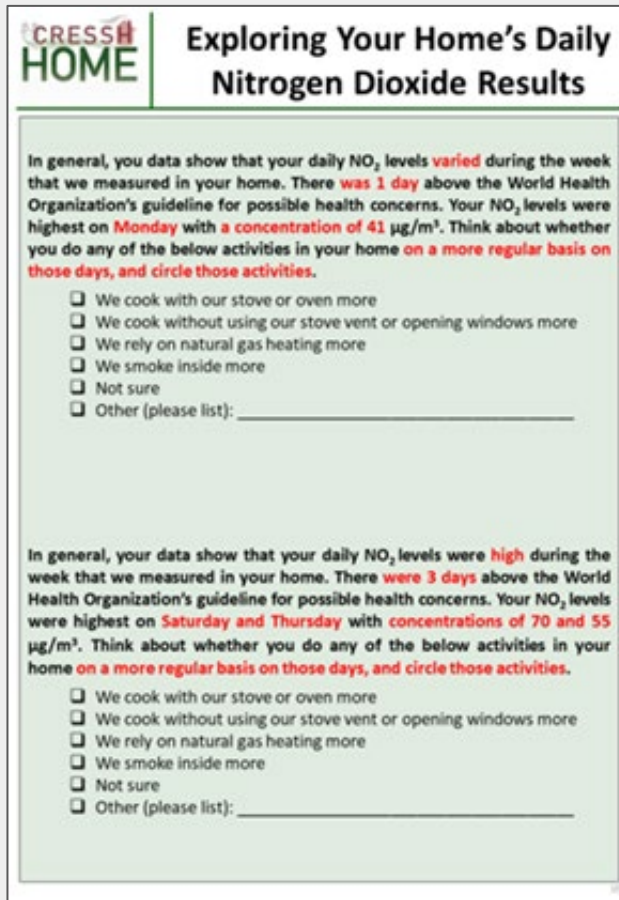 CRESSH
HOME
Exploring Your Home's Daily
Nitrogen Dioxide Results
In general, you data show that your daily NO₂ levels varied during the week
that we measured in your home. There was 1 day above the World Health
Organization's guideline for possible health concerns. Your NO₂ levels were
highest on Monday with a concentration of 41 µg/m³. Think about whether
you do any of the below activities in your home on a more regular basis on
those days, and circle those activities.
❑ We cook with our stove or oven more
❑ We cook without using our stove vent or opening windows more
❑ We rely on natural gas heating more
❑ We smoke inside more
❑ Not sure
❑ Other (please list): ____________________
In general, your data show that your daily NO₂ levels were high during the
week that we measured in your home. There were 3 days above the World
Health Organization's guideline for possible health concerns. Your NO₂ levels
were highest on Saturday and Thursday with concentrations of 70 and 55
µg/m³. Think about whether you do any of the below activities in your
home on a more regular basis on those days, and circle those activities.
❑ We cook with our stove or oven more
❑ We cook without using our stove vent or opening windows more
❑ We rely on natural gas heating more
❑ We smoke inside more
❑ Not sure
❑ Other (please list): ____________________